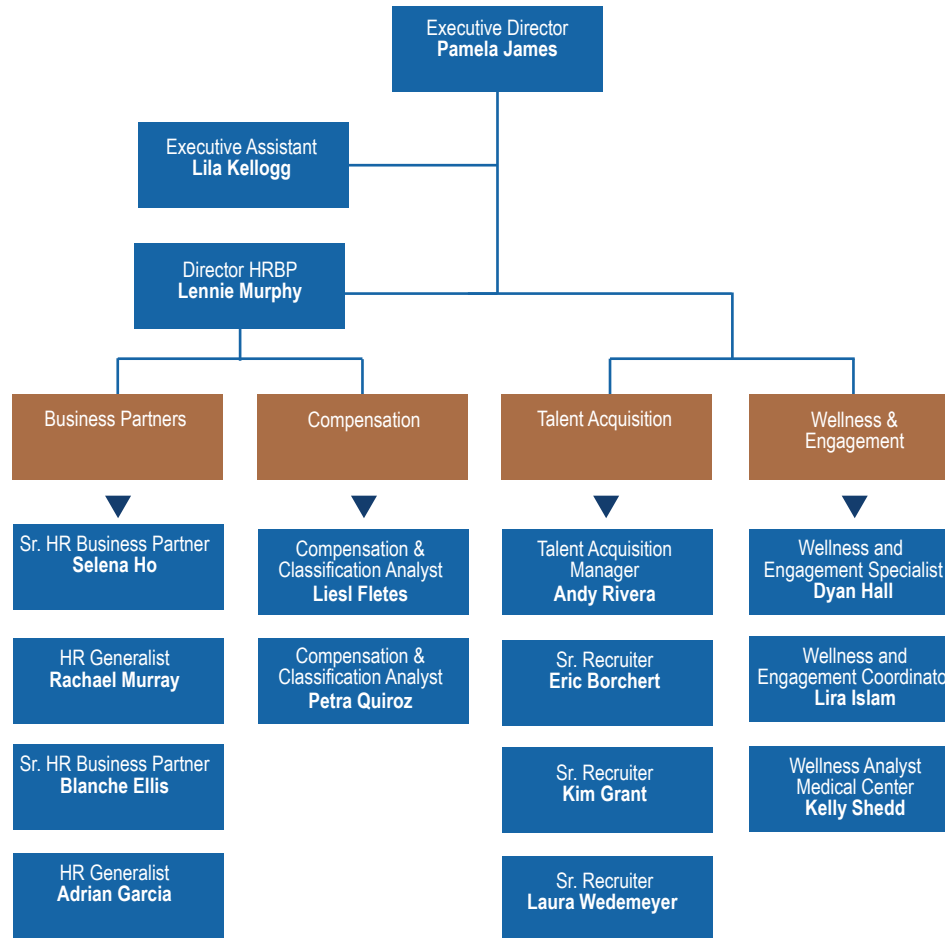 Executive Director
Pamela James
Executive Assistant
Lila Kellogg
Director HRBP
Lennie Murphy
Business Partners
Compensation
Talent Acquisition
Wellness &
Engagement
Sr. HR Business Partner
Selena Ho
Compensation &
Classification Analyst
Liesl Fletes
Talent Acquisition
Manager
Andy Rivera
Wellness and
Engagement Specialist
Dyan Hall
HR Generalist
Rachael Murray
Compensation &
Classification Analyst
Petra Quiroz
Sr. Recruiter
Eric Borchert
Wellness and
Engagement Coordinato
Lira Islam
Sr. HR Business Partner
Blanche Ellis
Sr. Recruiter
Kim Grant
Wellness Analyst
Medical Center
Kelly Shedd
HR Generalist
Adrian Garcia
Sr. Recruiter
Laura Wedemeyer